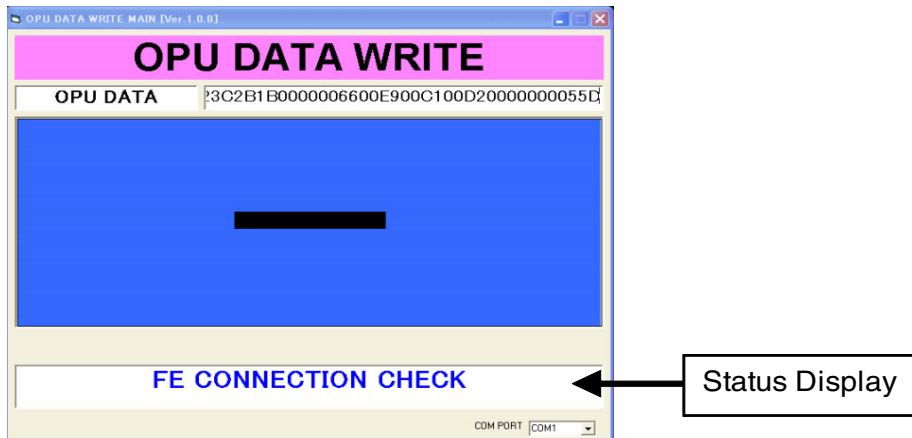 OPU DATA WRITE MAIN [Ver.1.0.0]
OPU DATA WRITE
OPU DATA
3C2B1B0000006600E900C100D20000000055D
FE CONNECTION CHECK
Status Display
COM PORT COM1